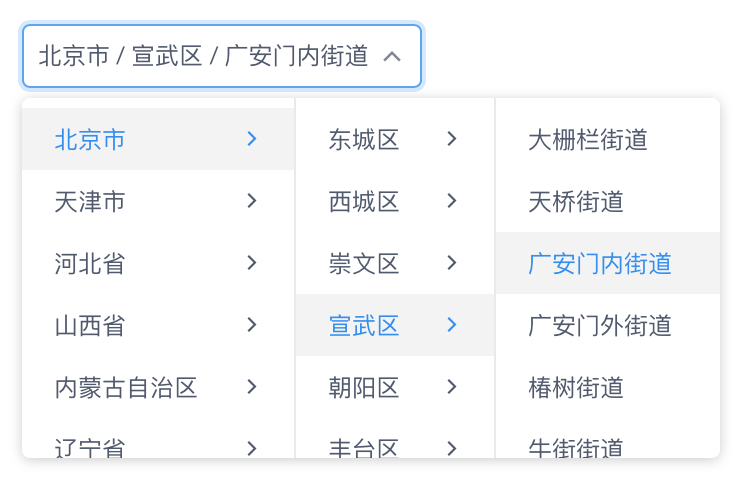 北京市 / 宣武区 / 广安门内街道
北京市
天津市
河北省
山西省
内蒙古自治区
辽宁省
东城区
西城区
崇文区
宣武区
朝阳区
丰台区
大栅栏街道
天桥街道
广安门内街道
广安门外街道
椿树街道
牛街街道